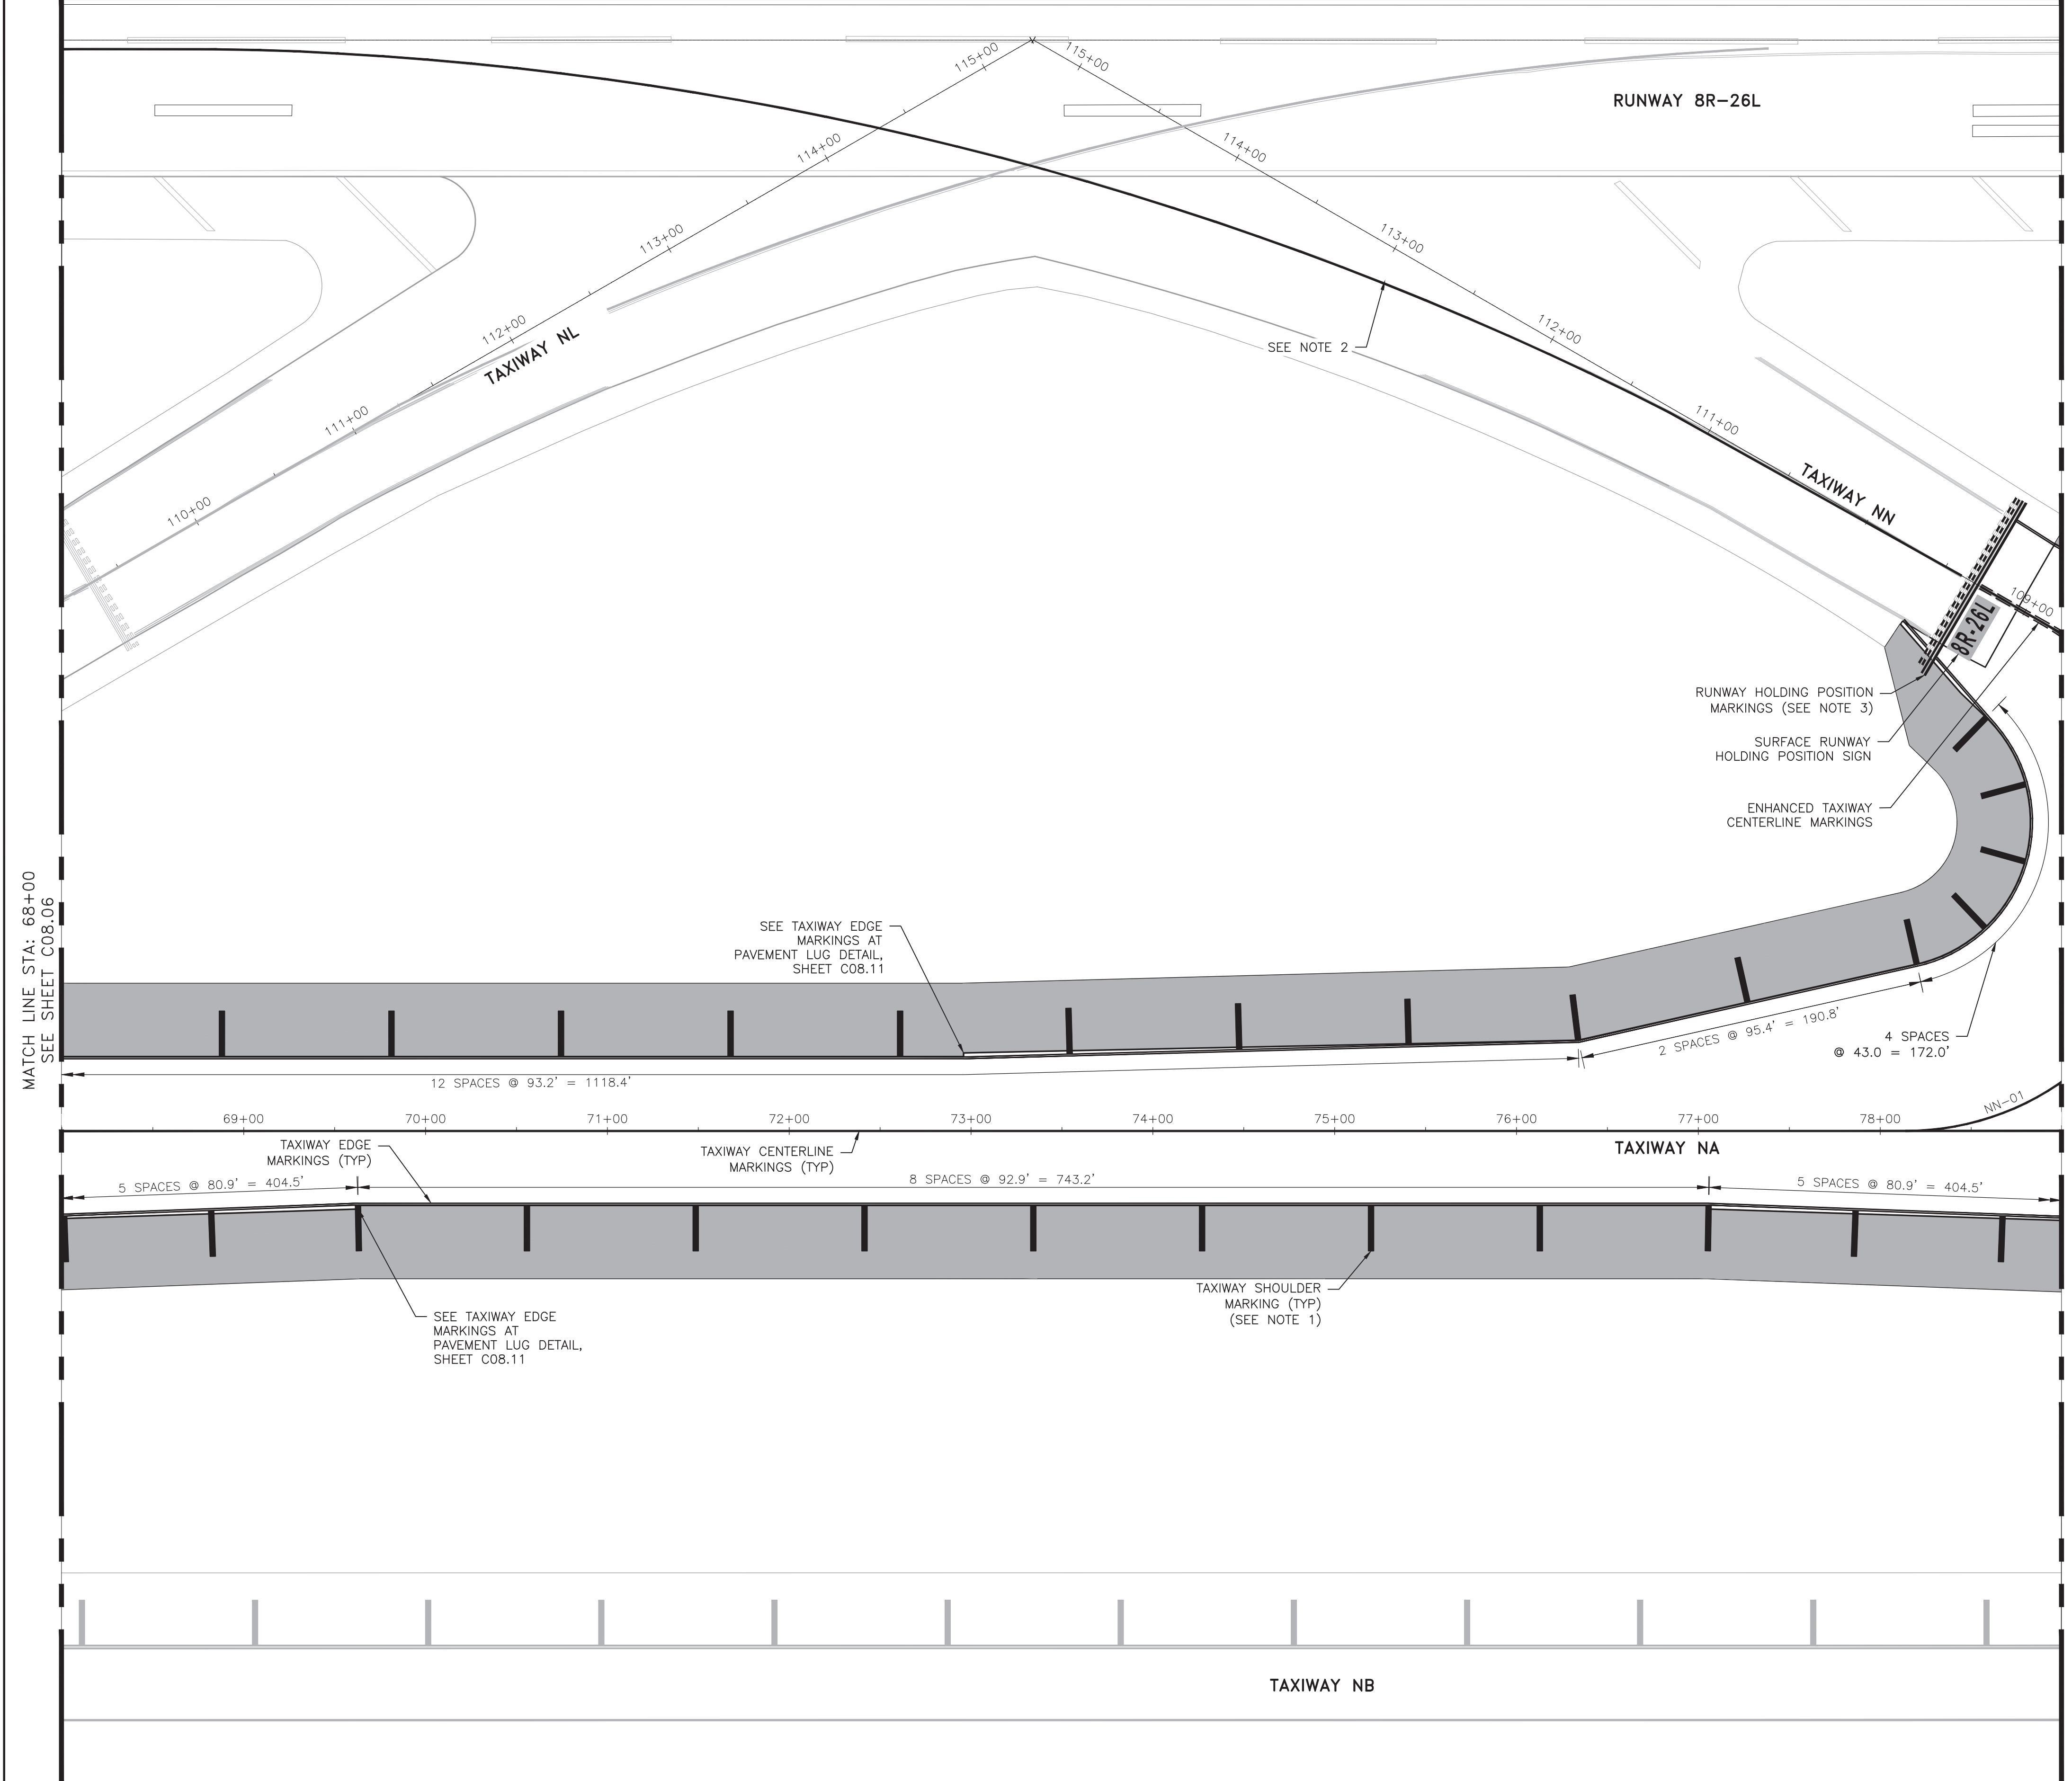 115+00
115+00
RUNWAY 8R-26L
114+00
114+00
113+00
113+00
112+00
TAXIWAY NL
112+00
SEE NOTE 2
111+00
111+00
110+00
TAXIWAY NN
109+00
8R-26L
RUNWAY HOLDING POSITION
MARKINGS (SEE NOTE 3)
SURFACE RUNWAY
HOLDING POSITION SIGN
ENHANCED TAXIWAY
CENTERLINE MARKINGS
MATCH LINE STA: 68+00
SEE SHEET C08.06
SEE TAXIWAY EDGE
MARKINGS AT
PAVEMENT LUG DETAIL,
SHEET C08.11
2 SPACES @ 95.4' = 190.8'
4 SPACES
@ 43.0 = 172.0'
12 SPACES @ 93.2' = 1118.4'
NN-01
69+00
70+00
71+00
72+00
73+00
74+00
75+00
76+00
77+00
78+00
TAXIWAY EDGE
MARKINGS (TYP)
TAXIWAY CENTERLINE
MARKINGS (TYP)
TAXIWAY NA
5 SPACES @ 80.9' = 404.5'
8 SPACES @ 92.9' = 743.2'
5 SPACES @ 80.9' = 404.5'
TAXIWAY SHOULDER
MARKING (TYP)
(SEE NOTE 1)
SEE TAXIWAY EDGE
MARKINGS AT
PAVEMENT LUG DETAIL,
SHEET C08.11
TAXIWAY NB